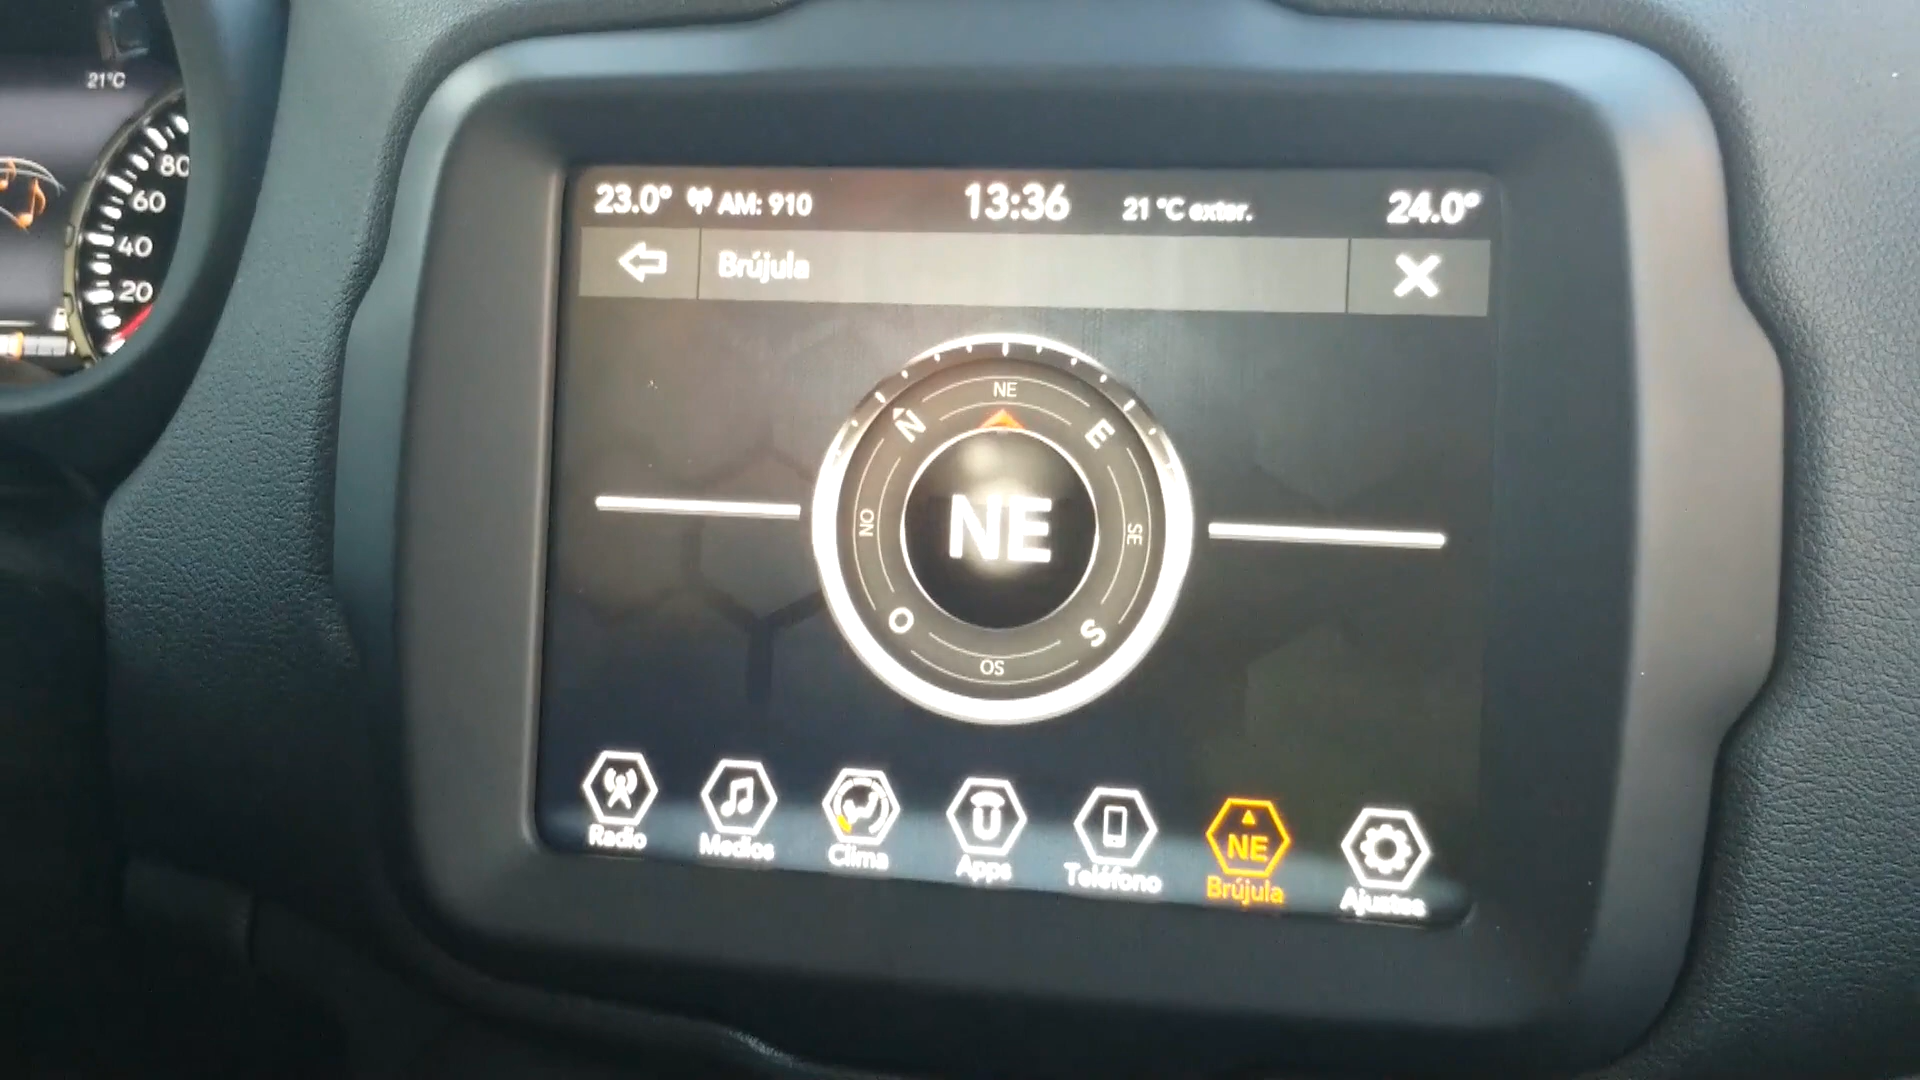 21°C
80
60
40
20
23.0° AM: 910 13:36 21 °C exter. 24.0°
Brújula
NE
N E
NE
NO SE
O S
OS
NE
Radio Medios Clima Apps Teléfono Brújula Ajustes